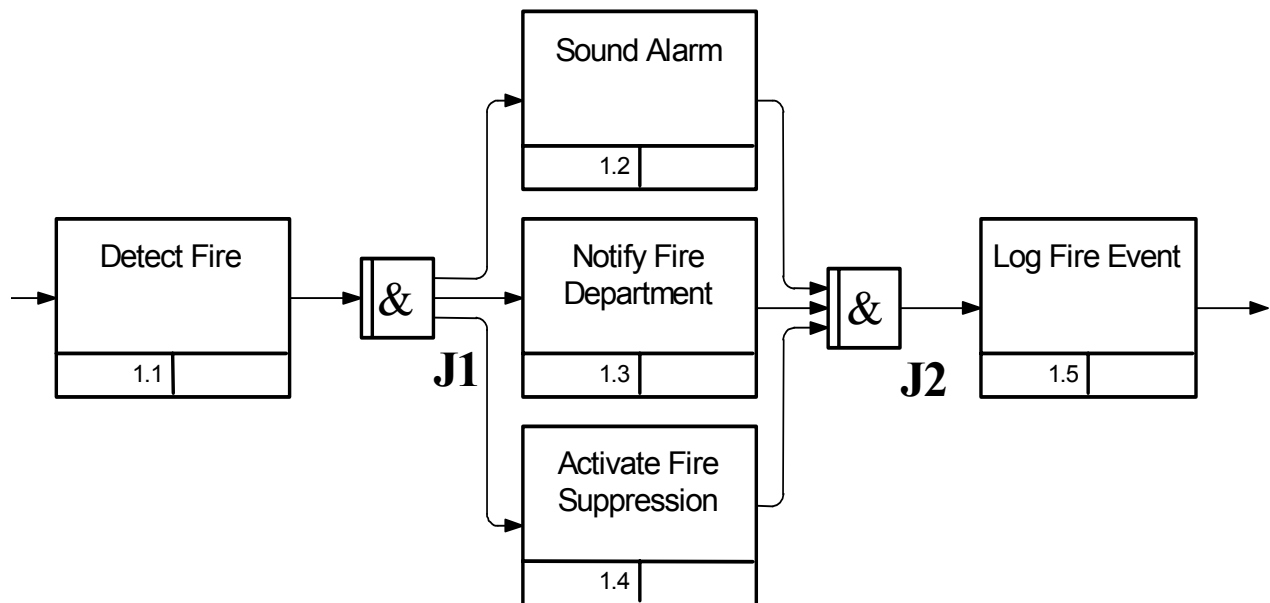 Sound Alarm
1.2
Detect Fire
1.1
&
J1
Notify Fire
Department
1.3
&
J2
Log Fire Event
1.5
Activate Fire
Suppression
1.4